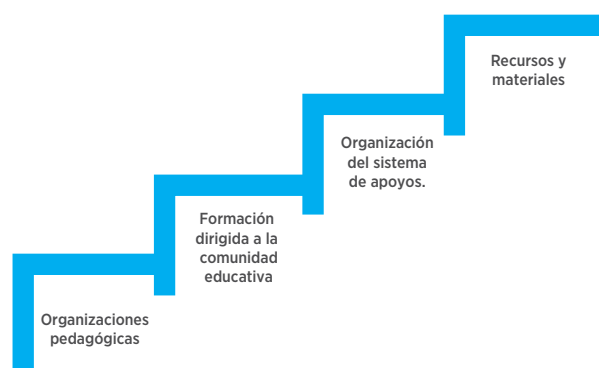 Recursos y
materiales
Organización
del sistema
de apoyos.
Formación
dirigida a la
comunidad
educativa
Organizaciones
pedagógicas